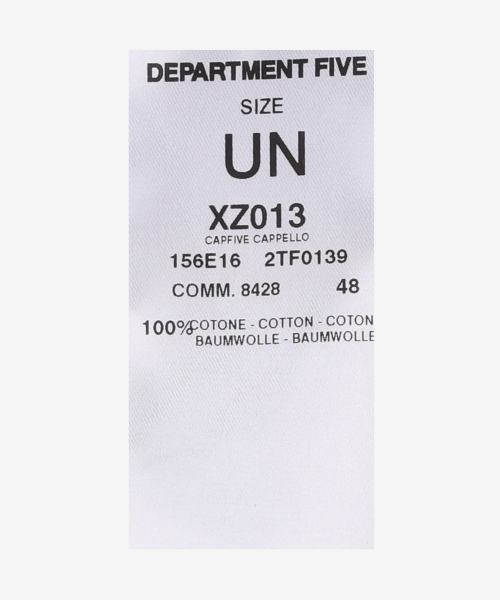 DEPARTMENT FIVE
SIZE
UN
XZ013
CAPFIVE CAPPELLO
156E16 2TF0139
COMM. 8428 48
100% COTONE - COTTON - COTON
BAUMWOLLE - BAUMWOLLE